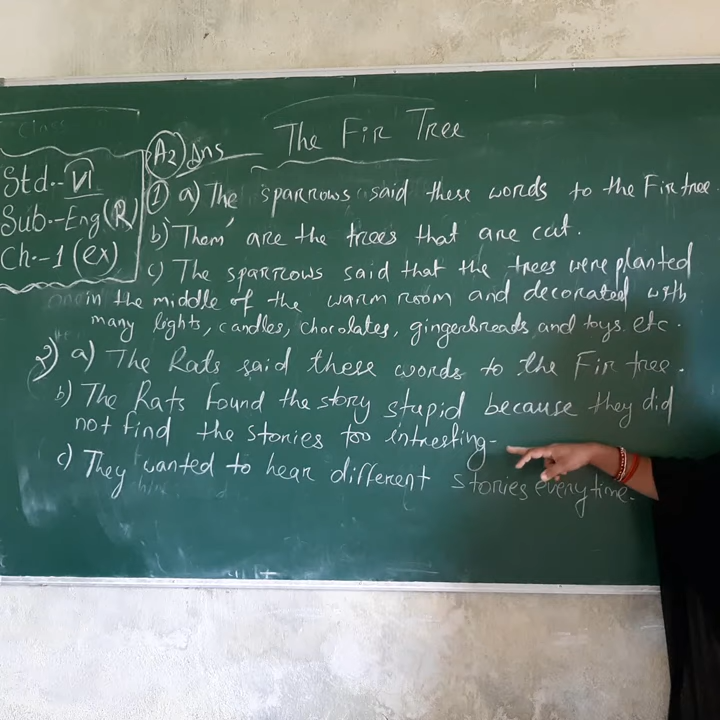 The Fir Tree
Std.- VI
Sub.- Eng(R)
Ch.-1 (ex)
A2) Ans
1) a) The sparrows said these words to the Fir tree
b) 'Them' are the trees that are cut.
c) The sparrows said that the trees were planted
in the middle of the warm room and decorated with
many lights, candles, chocolates, gingerbreads and toys etc.
2) a) The Rats said these words to the Fir tree.
b) The Rats found the story stupid because they did
not find the stories too intresting-
c) They wanted to hear different stories everytime.